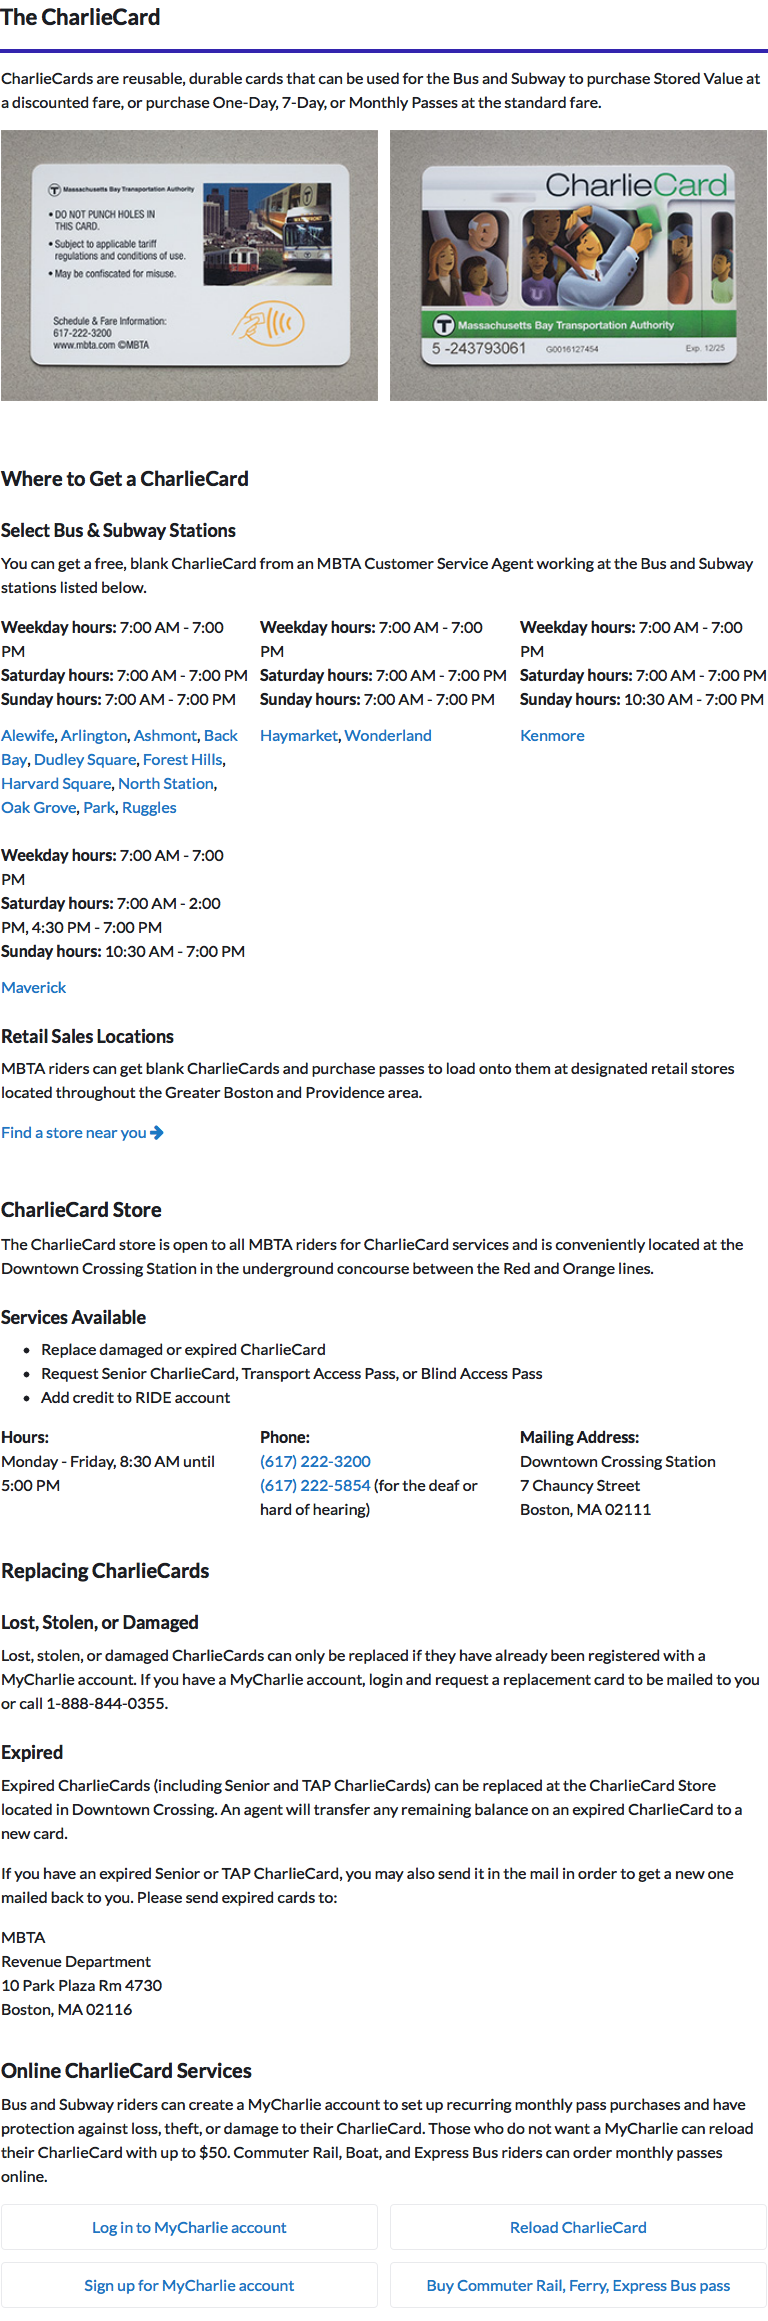 The CharlieCard
CharlieCards are reusable, durable cards that can be used for the Bus and Subway to purchase Stored Value at
a discounted fare, or purchase One-Day, 7-Day, or Monthly Passes at the standard fare.
T Massachusetts Bay Transportation Authority
• DO NOT PUNCH HOLES IN
THIS CARD.
• Subject to applicable tariff
regulations and conditions of use.
• May be confiscated for misuse.
Schedule & Fare Information:
617-222-3200
www.mbta.com ©MBTA
CharlieCard
T Massachusetts Bay Transportation Authority
5 -243793061 G0016127454 Exp. 12/25
Where to Get a CharlieCard
Select Bus & Subway Stations
You can get a free, blank CharlieCard from an MBTA Customer Service Agent working at the Bus and Subway
stations listed below.
Weekday hours: 7:00 AM - 7:00
PM
Saturday hours: 7:00 AM - 7:00 PM
Sunday hours: 7:00 AM - 7:00 PM
Alewife, Arlington, Ashmont, Back
Bay, Dudley Square, Forest Hills,
Harvard Square, North Station,
Oak Grove, Park, Ruggles
Weekday hours: 7:00 AM - 7:00
PM
Saturday hours: 7:00 AM - 7:00 PM
Sunday hours: 7:00 AM - 7:00 PM
Haymarket, Wonderland
Weekday hours: 7:00 AM - 7:00
PM
Saturday hours: 7:00 AM - 7:00 PM
Sunday hours: 10:30 AM - 7:00 PM
Kenmore
Weekday hours: 7:00 AM - 7:00
PM
Saturday hours: 7:00 AM - 2:00
PM, 4:30 PM - 7:00 PM
Sunday hours: 10:30 AM - 7:00 PM
Maverick
Retail Sales Locations
MBTA riders can get blank CharlieCards and purchase passes to load onto them at designated retail stores
located throughout the Greater Boston and Providence area.
Find a store near you
CharlieCard Store
The CharlieCard store is open to all MBTA riders for CharlieCard services and is conveniently located at the
Downtown Crossing Station in the underground concourse between the Red and Orange lines.
Services Available
• Replace damaged or expired CharlieCard
• Request Senior CharlieCard, Transport Access Pass, or Blind Access Pass
• Add credit to RIDE account
Hours:
Monday - Friday, 8:30 AM until
5:00 PM
Phone:
(617) 222-3200
(617) 222-5854 (for the deaf or
hard of hearing)
Mailing Address:
Downtown Crossing Station
7 Chauncy Street
Boston, MA 02111
Replacing CharlieCards
Lost, Stolen, or Damaged
Lost, stolen, or damaged CharlieCards can only be replaced if they have already been registered with a
MyCharlie account. If you have a MyCharlie account, login and request a replacement card to be mailed to you
or call 1-888-844-0355.
Expired
Expired CharlieCards (including Senior and TAP CharlieCards) can be replaced at the CharlieCard Store
located in Downtown Crossing. An agent will transfer any remaining balance on an expired CharlieCard to a
new card.
If you have an expired Senior or TAP CharlieCard, you may also send it in the mail in order to get a new one
mailed back to you. Please send expired cards to:
MBTA
Revenue Department
10 Park Plaza Rm 4730
Boston, MA 02116
Online CharlieCard Services
Bus and Subway riders can create a MyCharlie account to set up recurring monthly pass purchases and have
protection against loss, theft, or damage to their CharlieCard. Those who do not want a MyCharlie can reload
their CharlieCard with up to $50. Commuter Rail, Boat, and Express Bus riders can order monthly passes
online.
Log in to MyCharlie account
Reload CharlieCard
Sign up for MyCharlie account
Buy Commuter Rail, Ferry, Express Bus pass